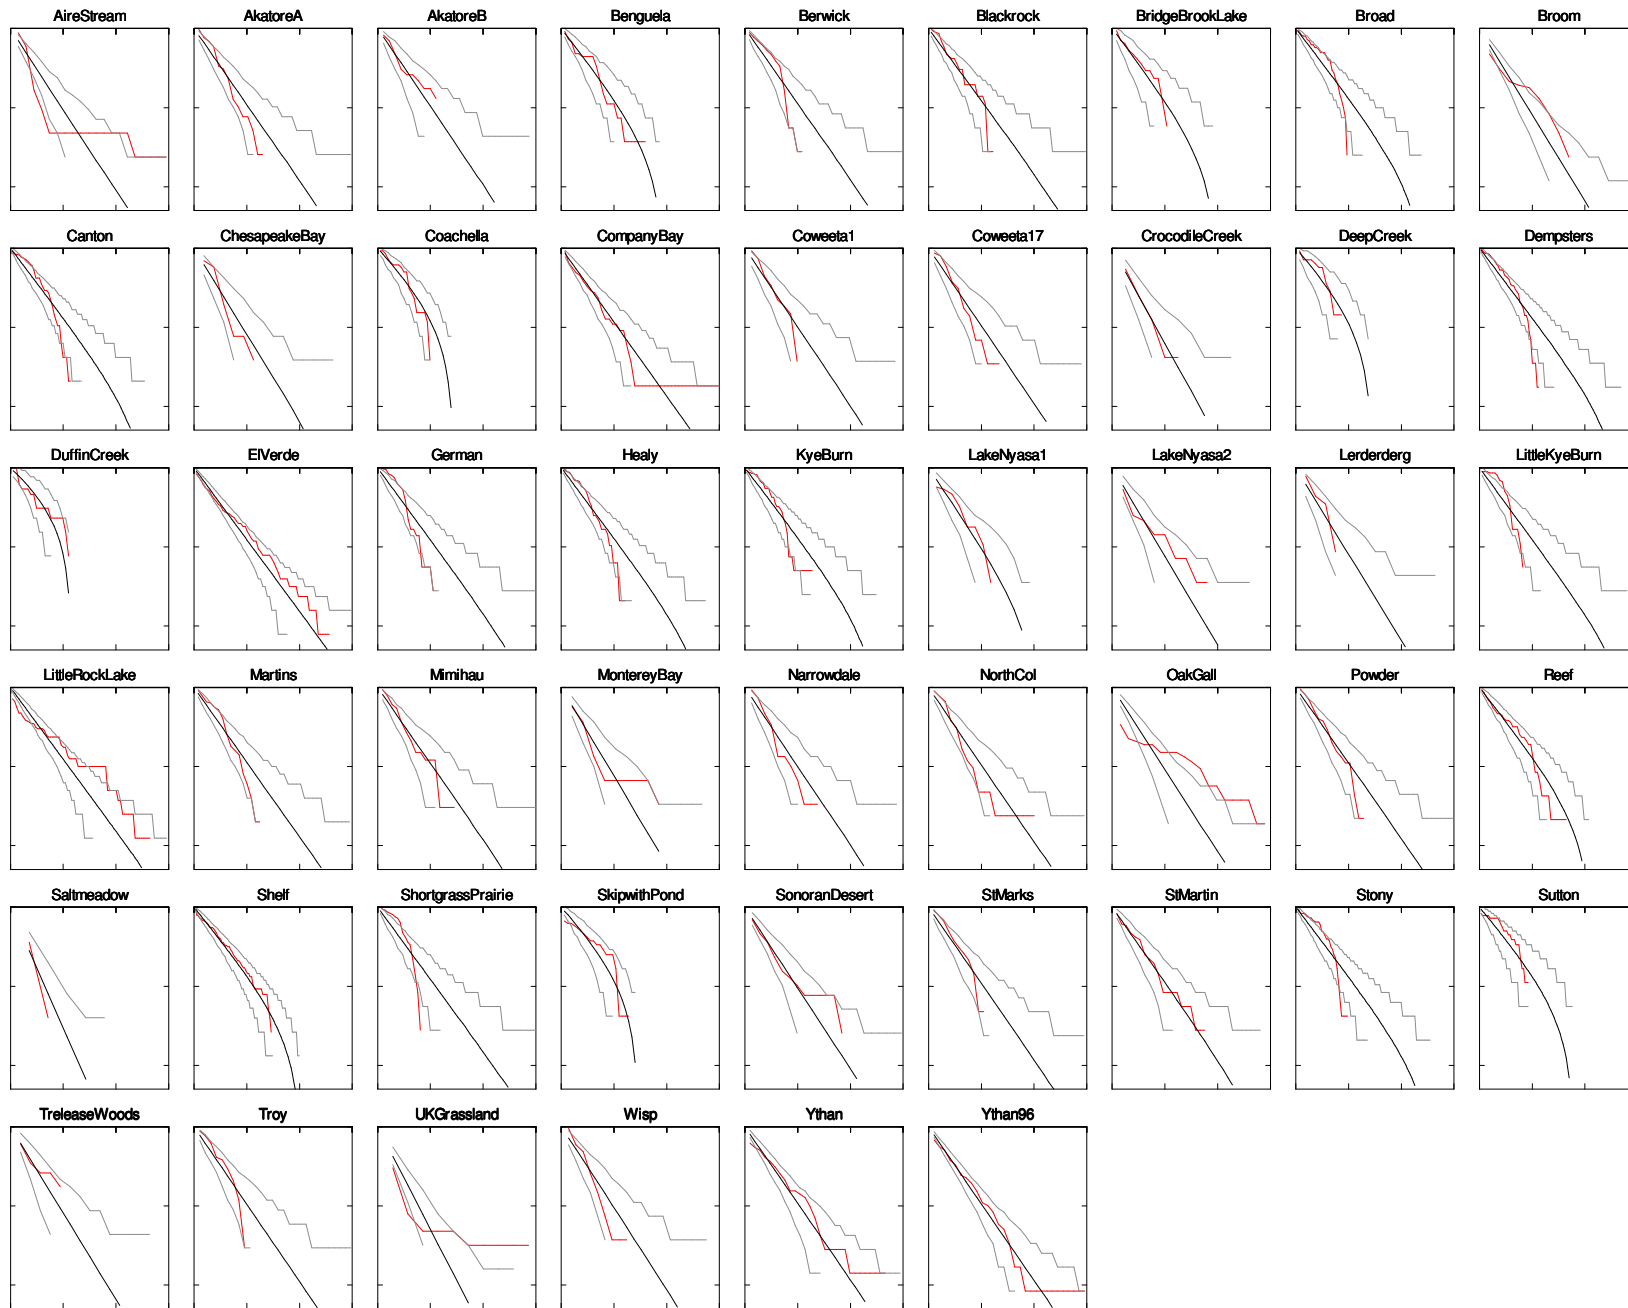 AireStream AkatoreA AkatoreB Benguela Berwick Blackrock BridgeBrookLake Broad Broom
Canton ChesapeakeBay Coachella CompanyBay Coweeta1 Coweeta17 CrocodileCreek DeepCreek Dempsters
DuffinCreek ElVerde German Healy KyeBurn LakeNyasa1 LakeNyasa2 Lerderderg LittleKyeBurn
LittleRockLake Martins Mimihau MontereyBay Narrowdale NorthCol OakGall Powder Reef
Saltmeadow Shelf ShortgrassPrairie SkipwithPond SonoranDesert StMarks StMartin Stony Sutton
TreleaseWoods Troy UKGrassland Wisp Ythan Ythan96